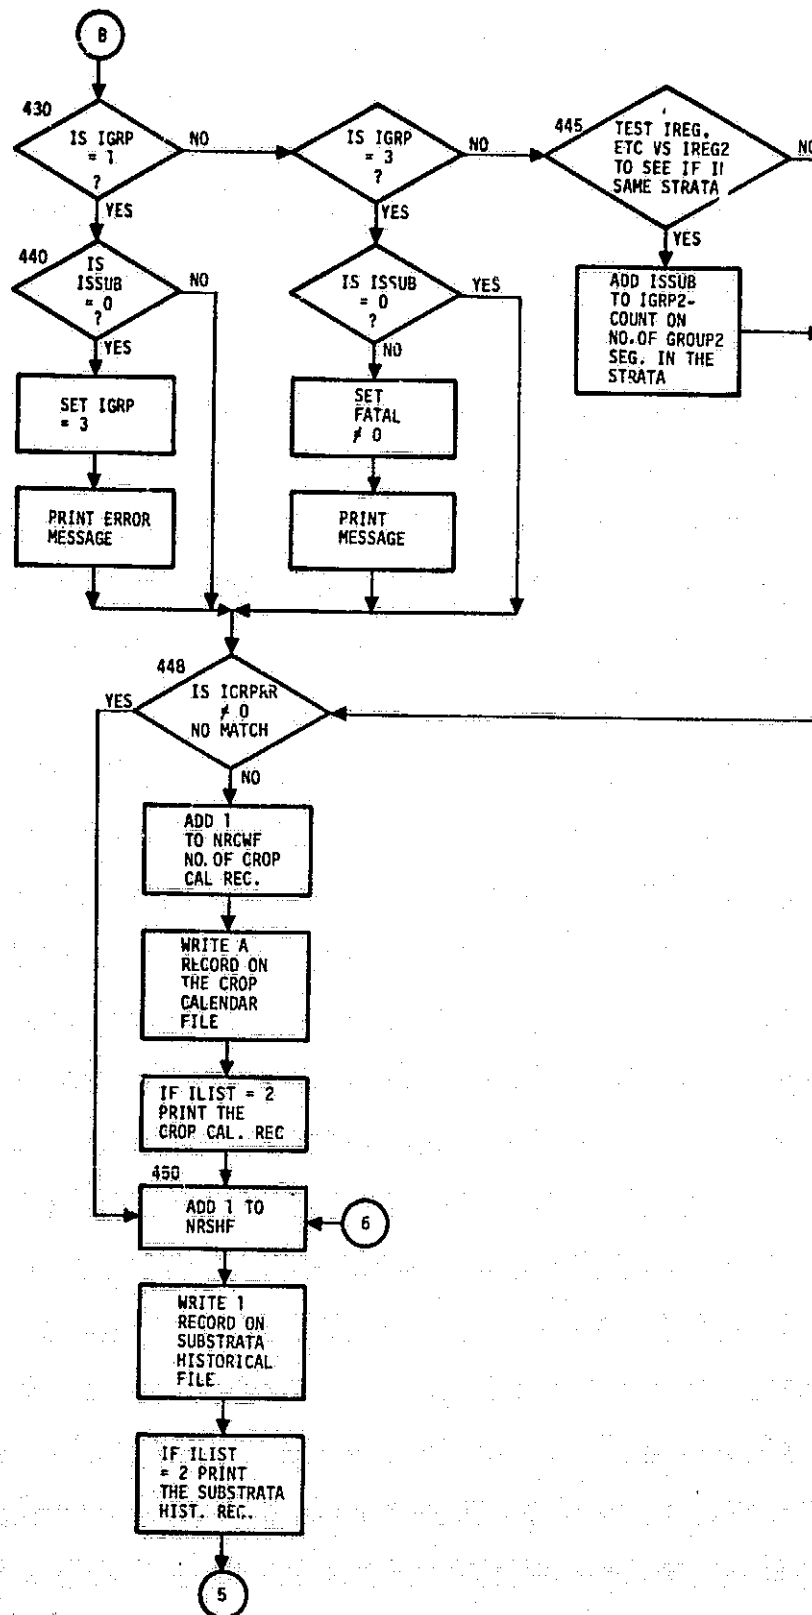 B
430
IS IGRP
= 1
?
NO
YES
IS IGRP
= 3
?
NO
YES
445
TEST IREG,
ETC VS IREG2
TO SEE IF
SAME STRATA
NO
YES
440
IS
ISSUB
= 0
?
NO
YES
IS ISSUB
= 0
?
YES
NO
ADD ISSUB
TO IGRP2-
COUNT ON
NO.OF GROUP2
SEG. IN THE
STRATA
SET IGRP
= 3
SET
FATAL
≠ 0
PRINT ERROR
MESSAGE
PRINT
MESSAGE
448
IS ICRPAR
≠ 0
NO MATCH
YES
NO
ADD 1
TO NRCWF
NO.OF CROP
CAL REC.
WRITE A
RECORD ON
THE CROP
CALENDAR
FILE
IF ILIST = 2
PRINT THE
CROP CAL. REC
450
ADD 1 TO
NRSHF
6
WRITE 1
RECORD ON
SUBSTRATA
HISTORICAL
FILE
IF ILIST
= 2 PRINT
THE SUBSTRATA
HIST. REC.
5